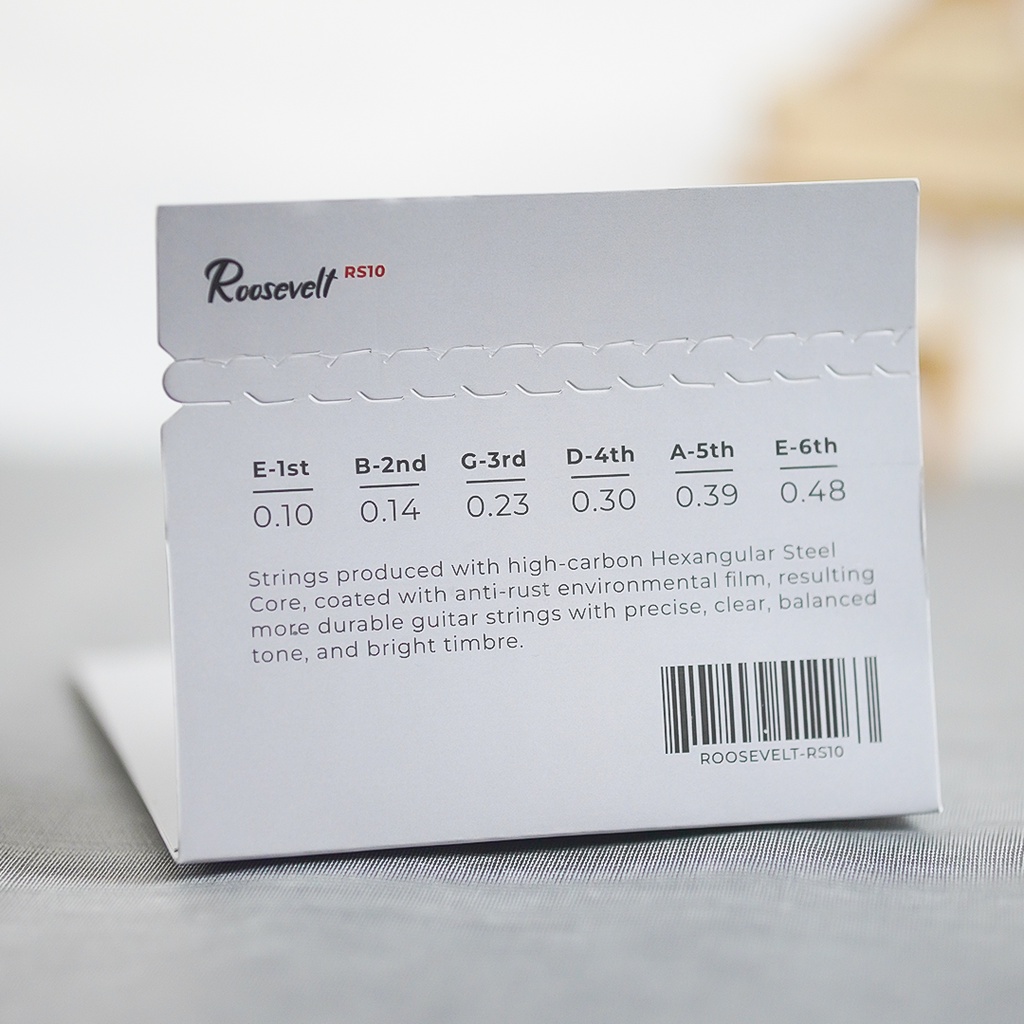 Roosevelt RS10
E-1st B-2nd G-3rd D-4th A-5th E-6th
0.10 0.14 0.23 0.30 0.39 0.48
Strings produced with high-carbon Hexangular Steel
Core, coated with anti-rust environmental film, resulting
more durable guitar strings with precise, clear, balanced
tone, and bright timbre.
ROOSEVELT-RS10